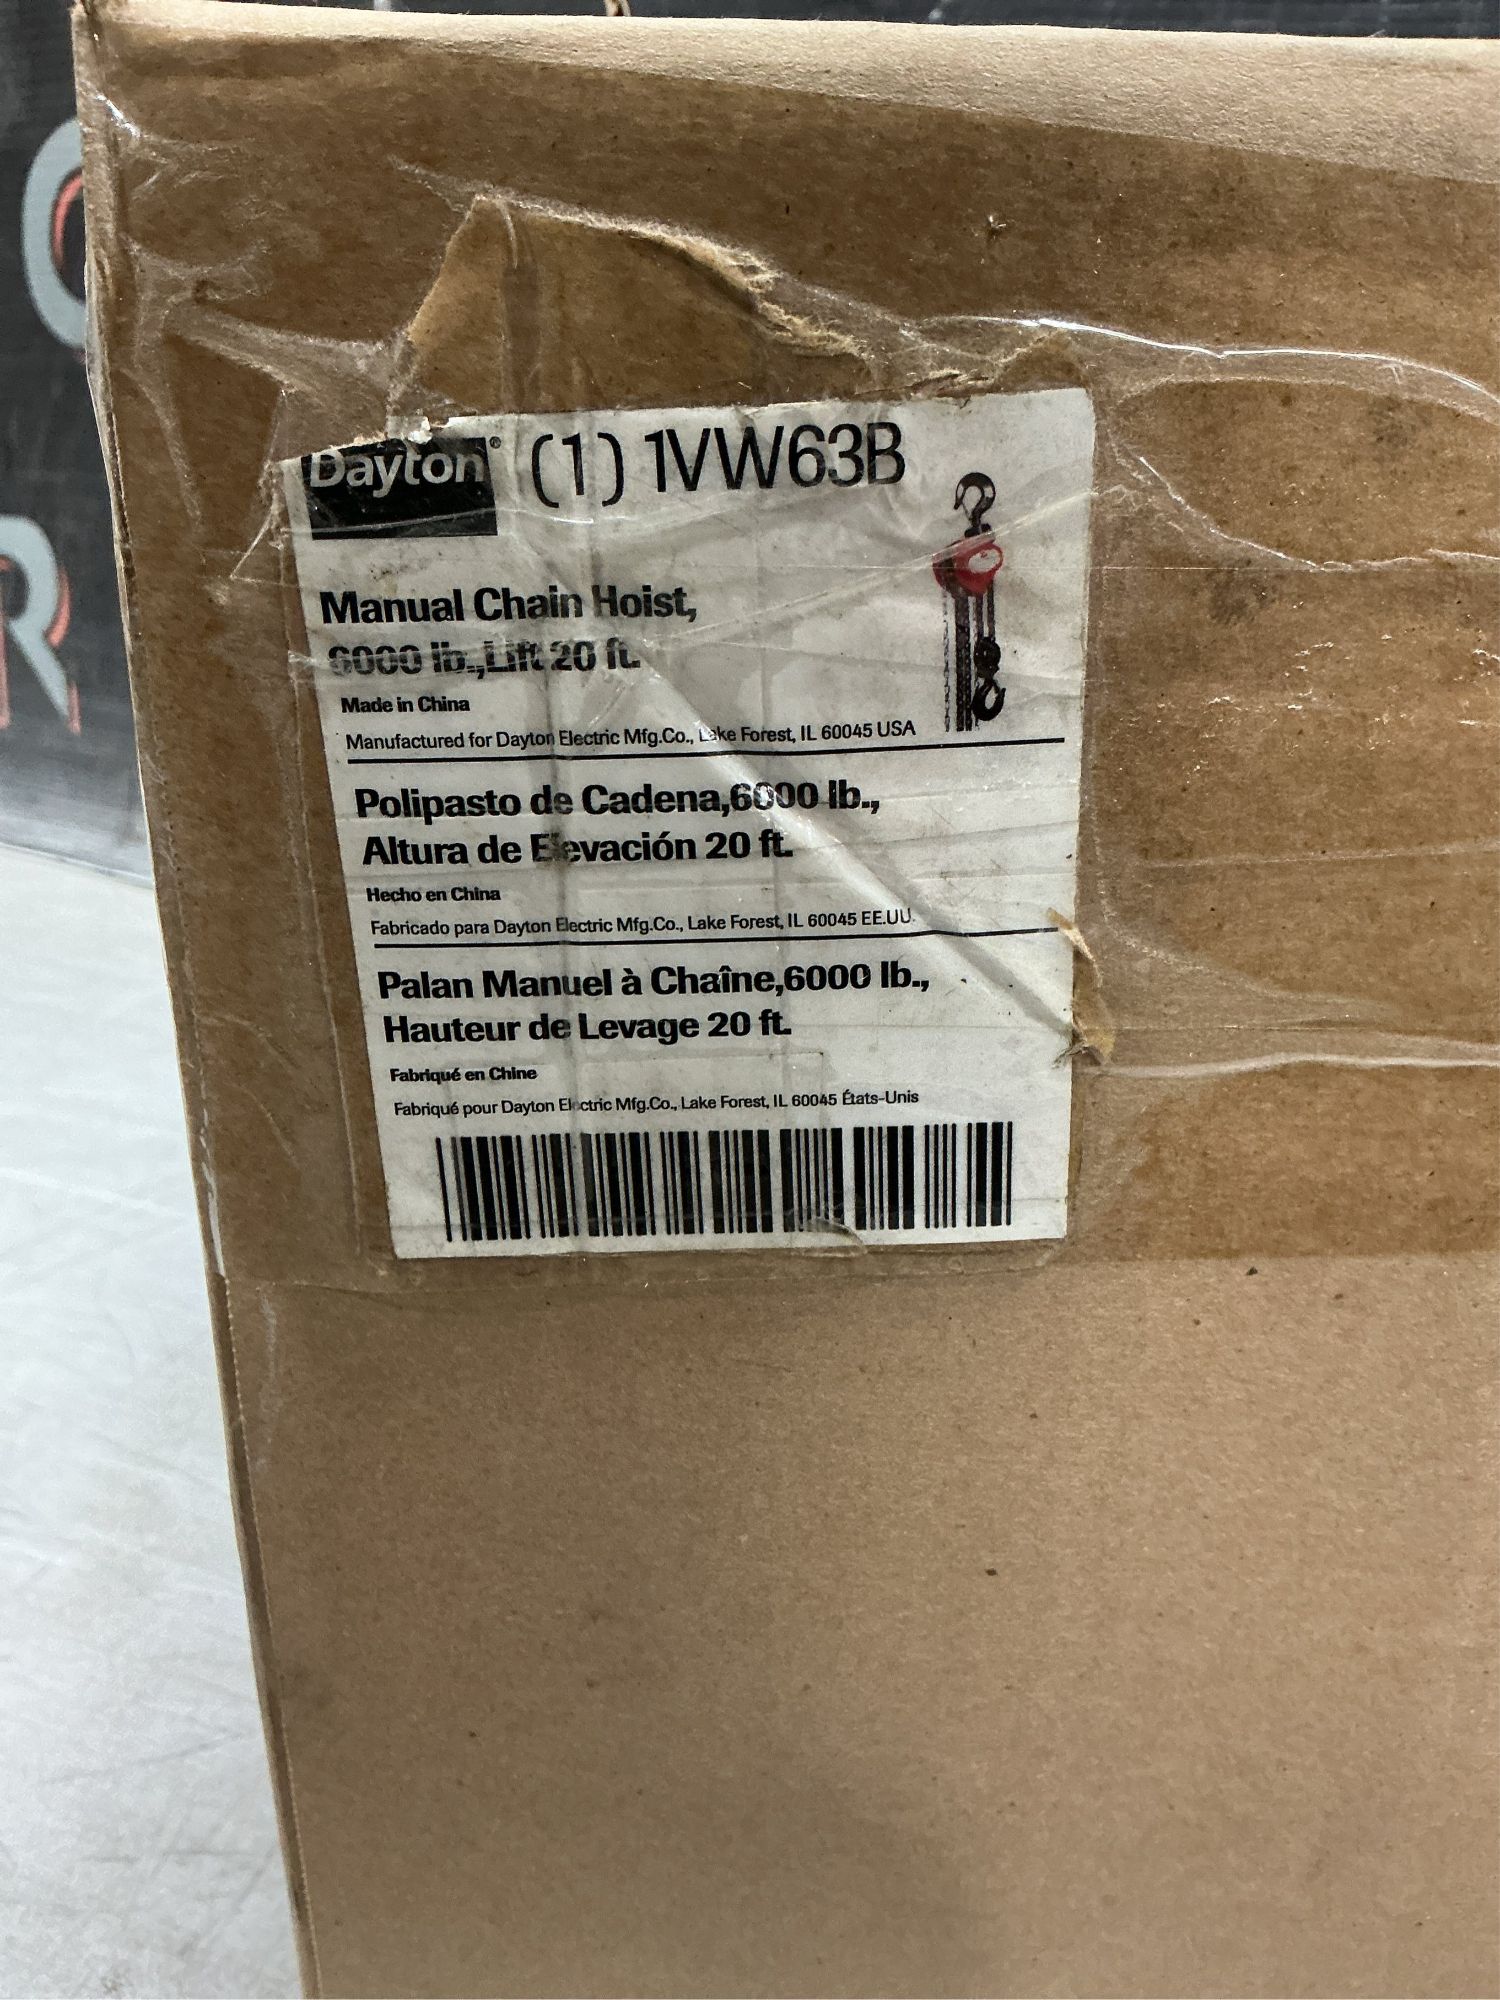 Dayton® (1) 1VW63B
Manual Chain Hoist,
6000 lb.,Lift 20 ft.
Made in China
Manufactured for Dayton Electric Mfg.Co., Lake Forest, IL 60045 USA
Polipasto de Cadena,6000 lb.,
Altura de Elevación 20 ft.
Hecho en China
Fabricado para Dayton Electric Mfg.Co., Lake Forest, IL 60045 EE.UU.
Palan Manuel à Chaîne,6000 lb.,
Hauteur de Levage 20 ft.
Fabriqué en Chine
Fabriqué pour Dayton Electric Mfg.Co., Lake Forest, IL 60045 États-Unis